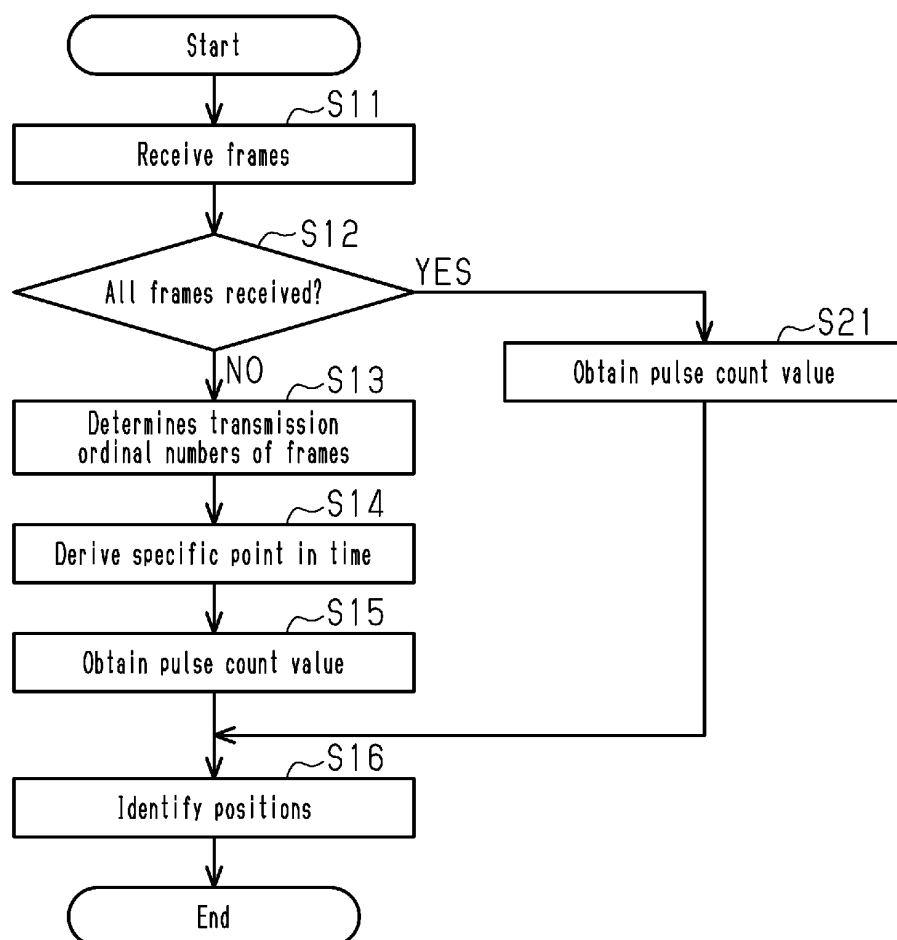 Start
S11
Receive frames
S12
All frames received?
YES
S21
Obtain pulse count value
NO
S13
Determines transmission
ordinal numbers of frames
S14
Derive specific point in time
S15
Obtain pulse count value
S16
Identify positions
End